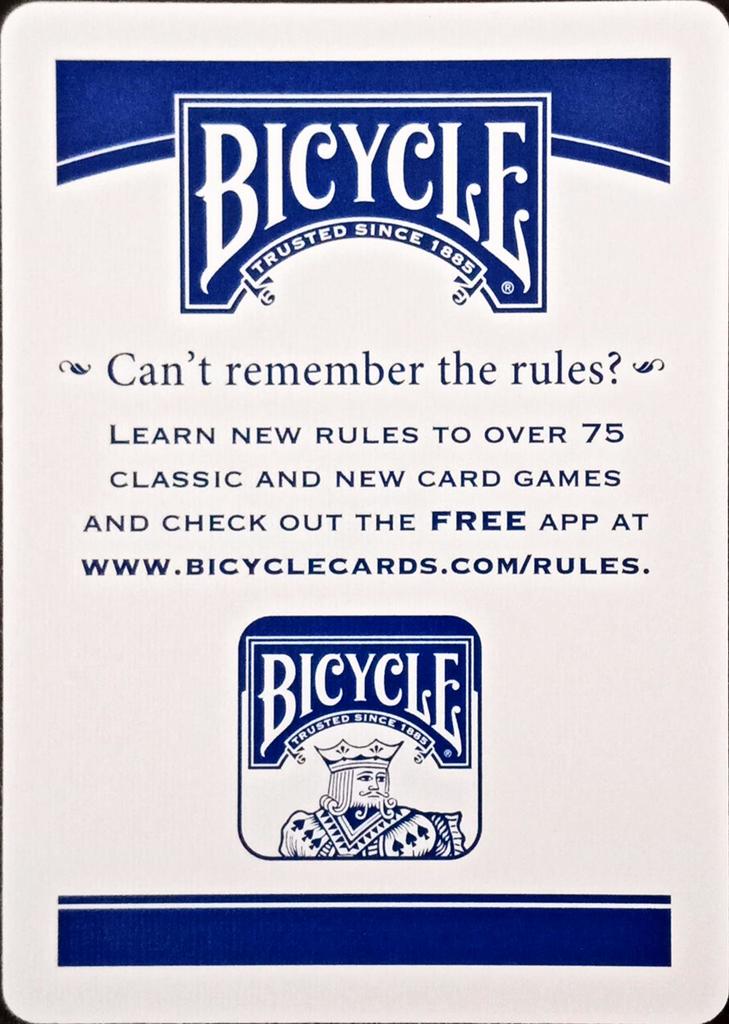 BICYCLE
TRUSTED SINCE 1885
®
Can't remember the rules?
LEARN NEW RULES TO OVER 75
CLASSIC AND NEW CARD GAMES
AND CHECK OUT THE FREE APP AT
WWW.BICYCLECARDS.COM/RULES.
BICYCLE
TRUSTED SINCE 1885
®